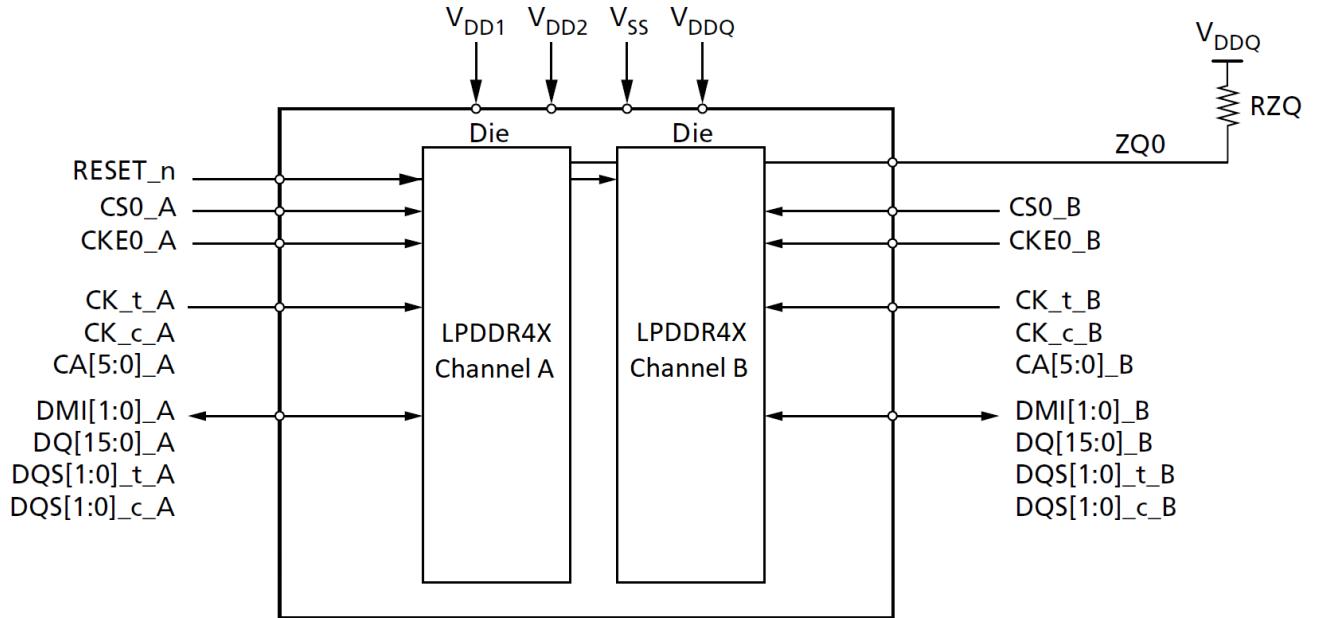 VDD1 VDD2 VSS VDDQ
VDDQ
RZQ
ZQ0
Die Die
RESET_n
CS0_A
CKE0_A
CK_t_A
CK_c_A
CA[5:0]_A
DMI[1:0]_A
DQ[15:0]_A
DQS[1:0]_t_A
DQS[1:0]_c_A
LPDDR4X
Channel A
LPDDR4X
Channel B
CS0_B
CKE0_B
CK_t_B
CK_c_B
CA[5:0]_B
DMI[1:0]_B
DQ[15:0]_B
DQS[1:0]_t_B
DQS[1:0]_c_B